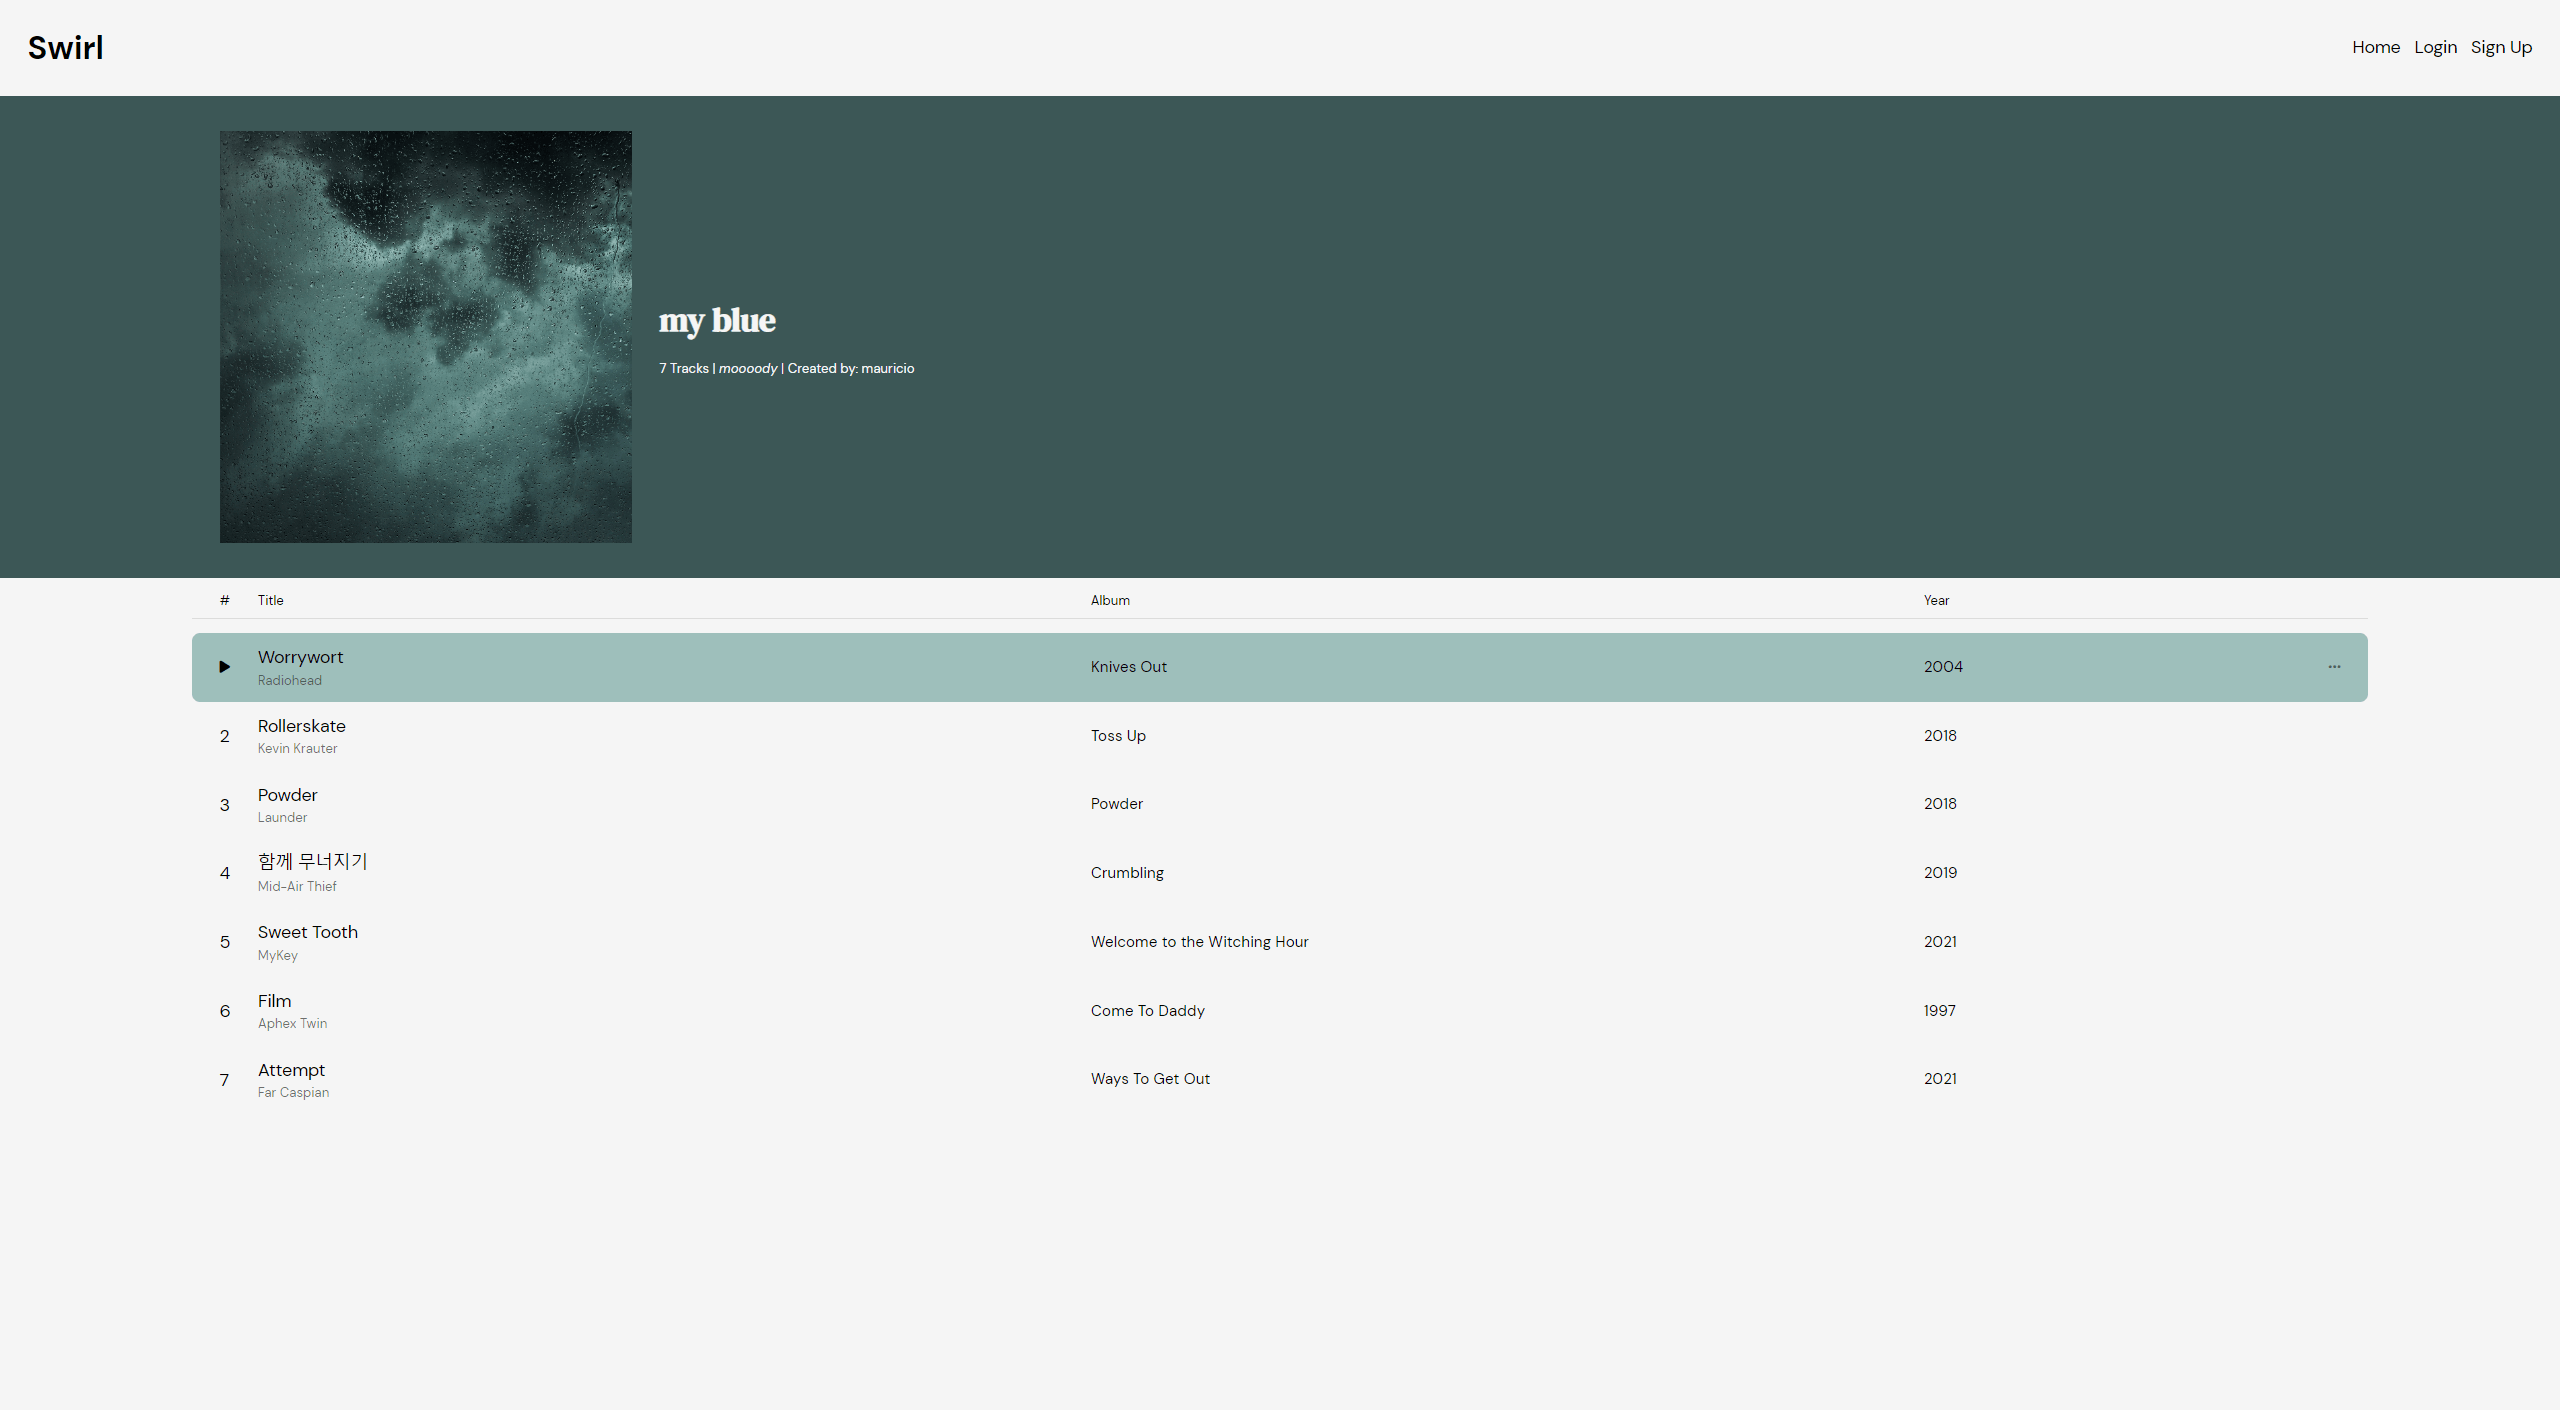 Swirl
Home Login Sign Up
my blue
7 Tracks | moooody | Created by: mauricio
# Title Album Year
Worrywort
Radiohead
Knives Out 2004
2 Rollerskate
Kevin Krauter
Toss Up 2018
3 Powder
Launder
Powder 2018
4 함께 무너지기
Mid-Air Thief
Crumbling 2019
5 Sweet Tooth
MyKey
Welcome to the Witching Hour 2021
6 Film
Aphex Twin
Come To Daddy 1997
7 Attempt
Far Caspian
Ways To Get Out 2021